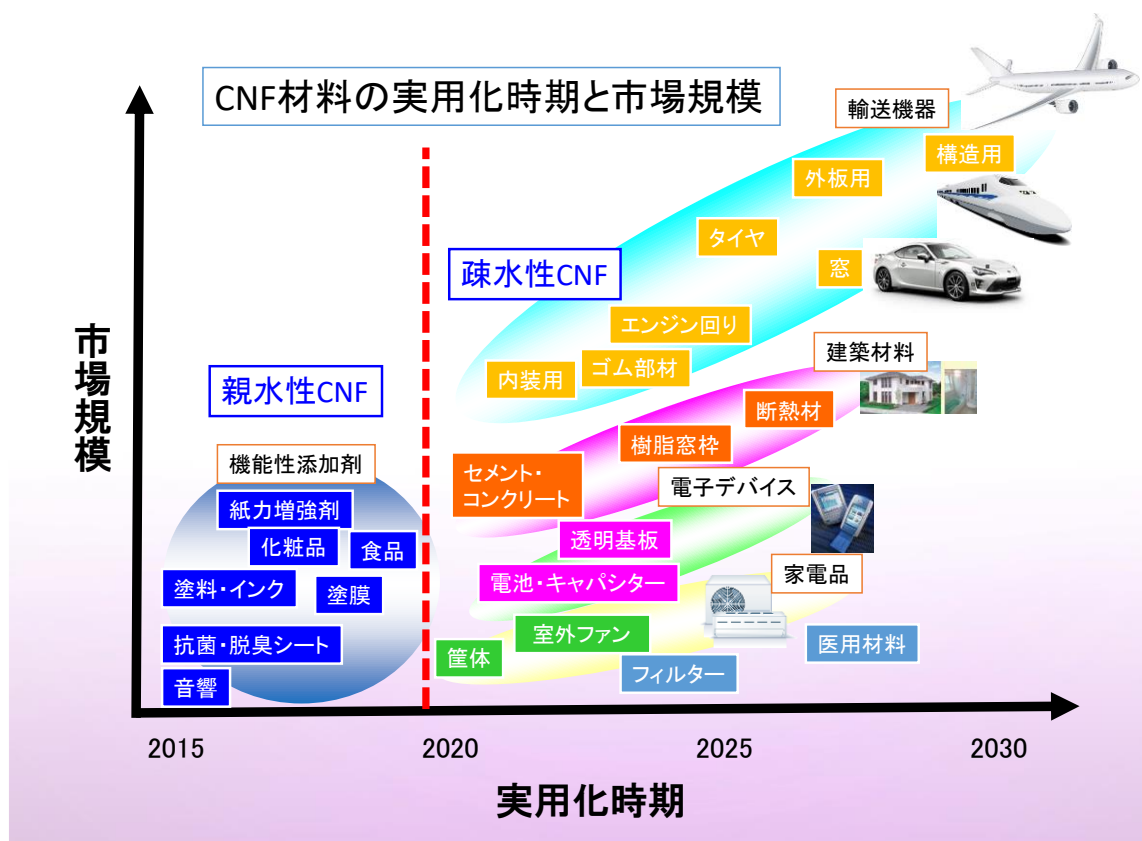 CNF材料の実用化時期と市場規模
輸送機器
構造用
外板用
タイヤ
窓
疎水性CNF
エンジン回り
ゴム部材
内装用
建築材料
断熱材
樹脂窓枠
セメント・
コンクリート
電子デバイス
透明基板
電池・キャパシター
家電品
室外ファン
筐体
フィルター
医用材料
親水性CNF
機能性添加剤
紙力増強剤
化粧品
食品
塗料・インク
塗膜
抗菌・脱臭シート
音響
市場規模
2015
2020
2025
2030
実用化時期